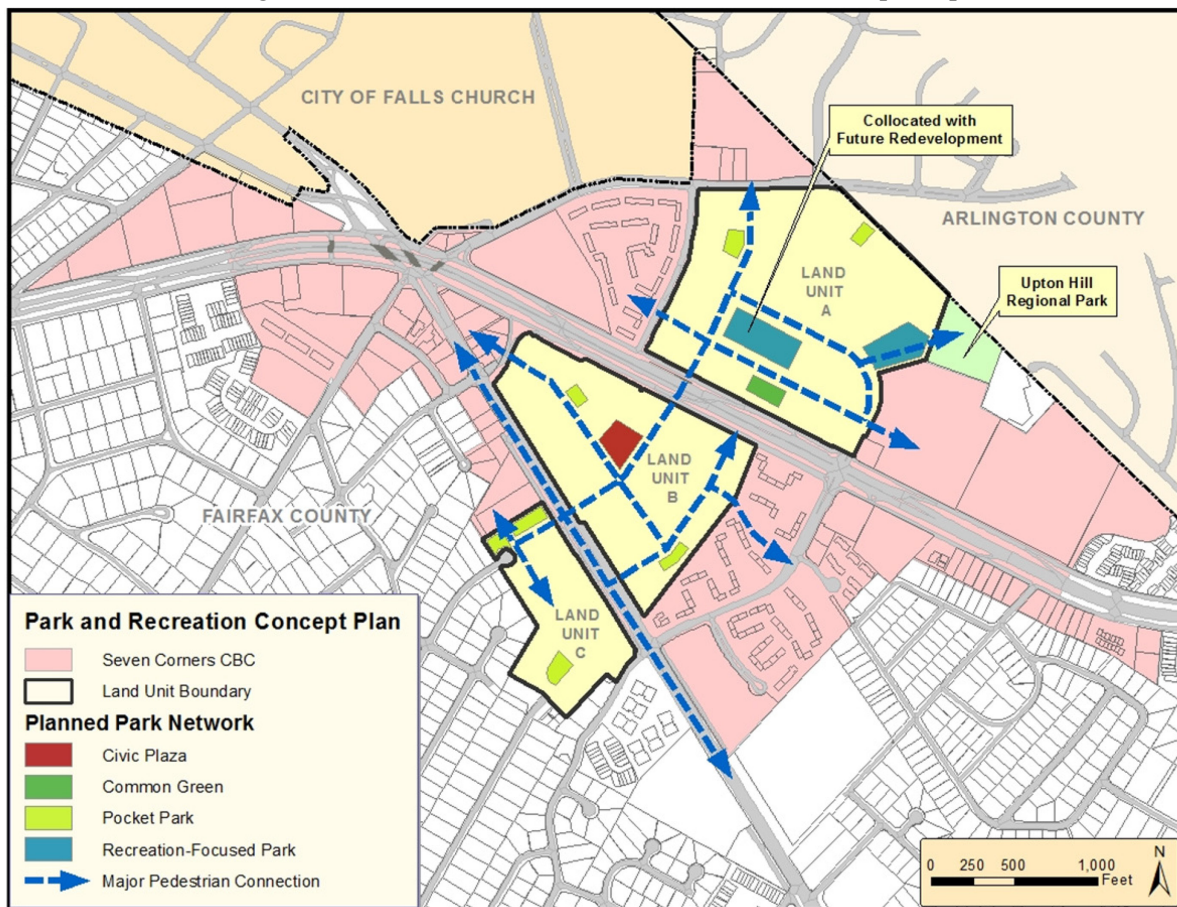 CITY OF FALLS CHURCH
Collocated with
Future Redevelopment
ARLINGTON COUNTY
LAND
UNIT
A
Upton Hill
Regional Park
LAND
UNIT
B
FAIRFAX COUNTY
LAND
UNIT
C
Park and Recreation Concept Plan
Seven Corners CBC
Land Unit Boundary
Planned Park Network
Civic Plaza
Common Green
Pocket Park
Recreation-Focused Park
Major Pedestrian Connection
0 250 500 1,000
Feet
N